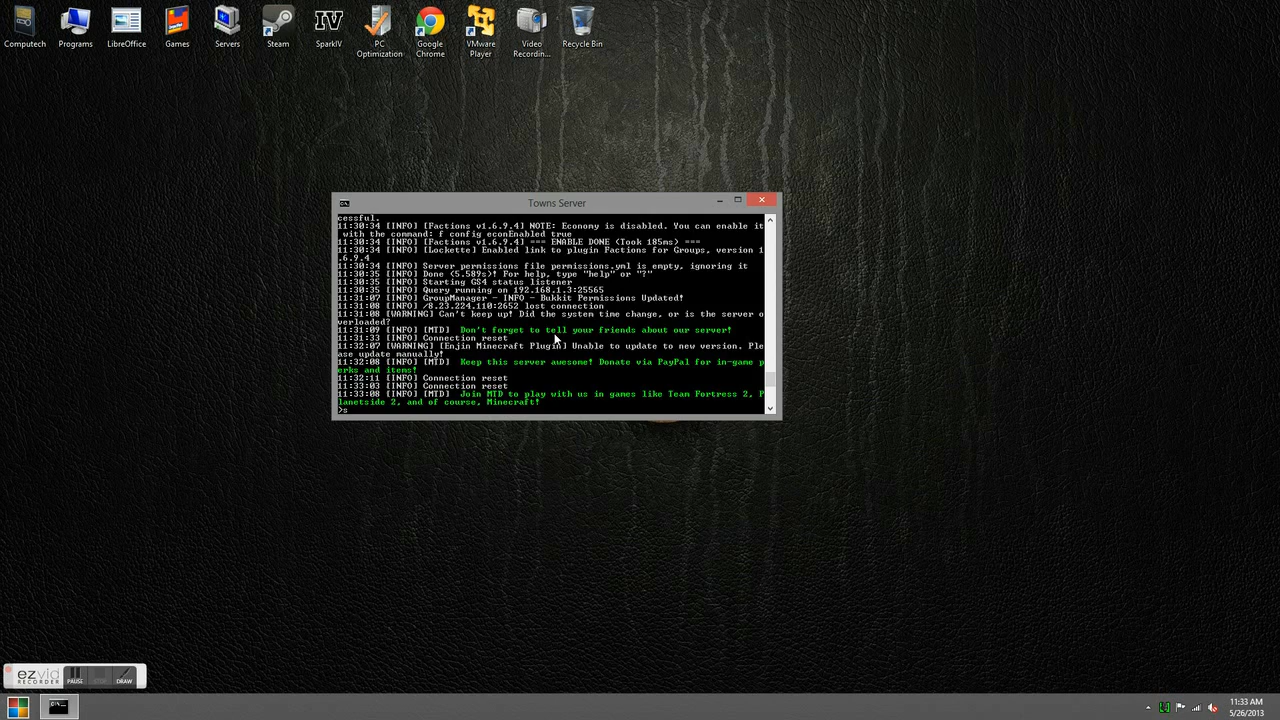 Computech
Programs
LibreOffice
Games
Servers
Steam
IV
SparkIV
PC
Optimization
Google
Chrome
VMware
Player
Video
Recordin...
Recycle Bin
Towns Server
cessful.
11:30:34 [INFO] [Factions v1.6.9.4] NOTE: Economy is disabled. You can enable it
with the command: f config econEnabled true
11:30:34 [INFO] [Factions v1.6.9.4] === ENABLE DONE (Took 185ms) ===
11:30:34 [INFO] [Lockette] Enabled link to plugin Factions for Groups, version 1
.6.9.4
11:30:34 [INFO] Server permissions file permissions.yml is empty, ignoring it
11:30:35 [INFO] Done (5.589s)! For help, type "help" or "?"
11:30:35 [INFO] Starting GS4 status listener
11:30:35 [INFO] Query running on 192.168.1.3:25565
11:31:07 [INFO] GroupManager - INFO - Bukkit Permissions Updated!
11:31:08 [INFO] /8.23.224.110:2652 lost connection
11:31:08 [WARNING] Can't keep up! Did the system time change, or is the server o
verloaded?
11:31:09 [INFO] [MTD] Don't forget to tell your friends about our server!
11:31:33 [INFO] Connection reset
11:32:07 [WARNING] [Enjin Minecraft Plugin] Unable to update to new version. Ple
ase update manually!
11:32:08 [INFO] [MTD] Keep this server awesome! Donate via PayPal for in-game p
erks and items!
11:32:11 [INFO] Connection reset
11:33:03 [INFO] Connection reset
11:33:08 [INFO] [MTD] Join MTD to play with us in games like Team Fortress 2, P
lanetside 2, and of course, Minecraft!
>s
ezvid
RECORDER
PAUSE
STOP
DRAW
11:33 AM
5/26/2013